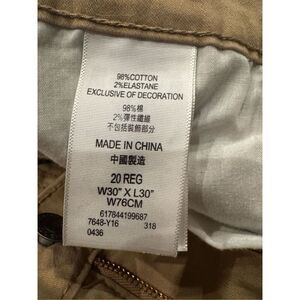 98%COTTON
2%ELASTANE
EXCLUSIVE OF DECORATION
98%棉
2%彈性纖維
不包括裝飾部分
MADE IN CHINA
中國製造
20 REG
W30" X L30"
W76CM
617844199687
7648-Y16 318
0436